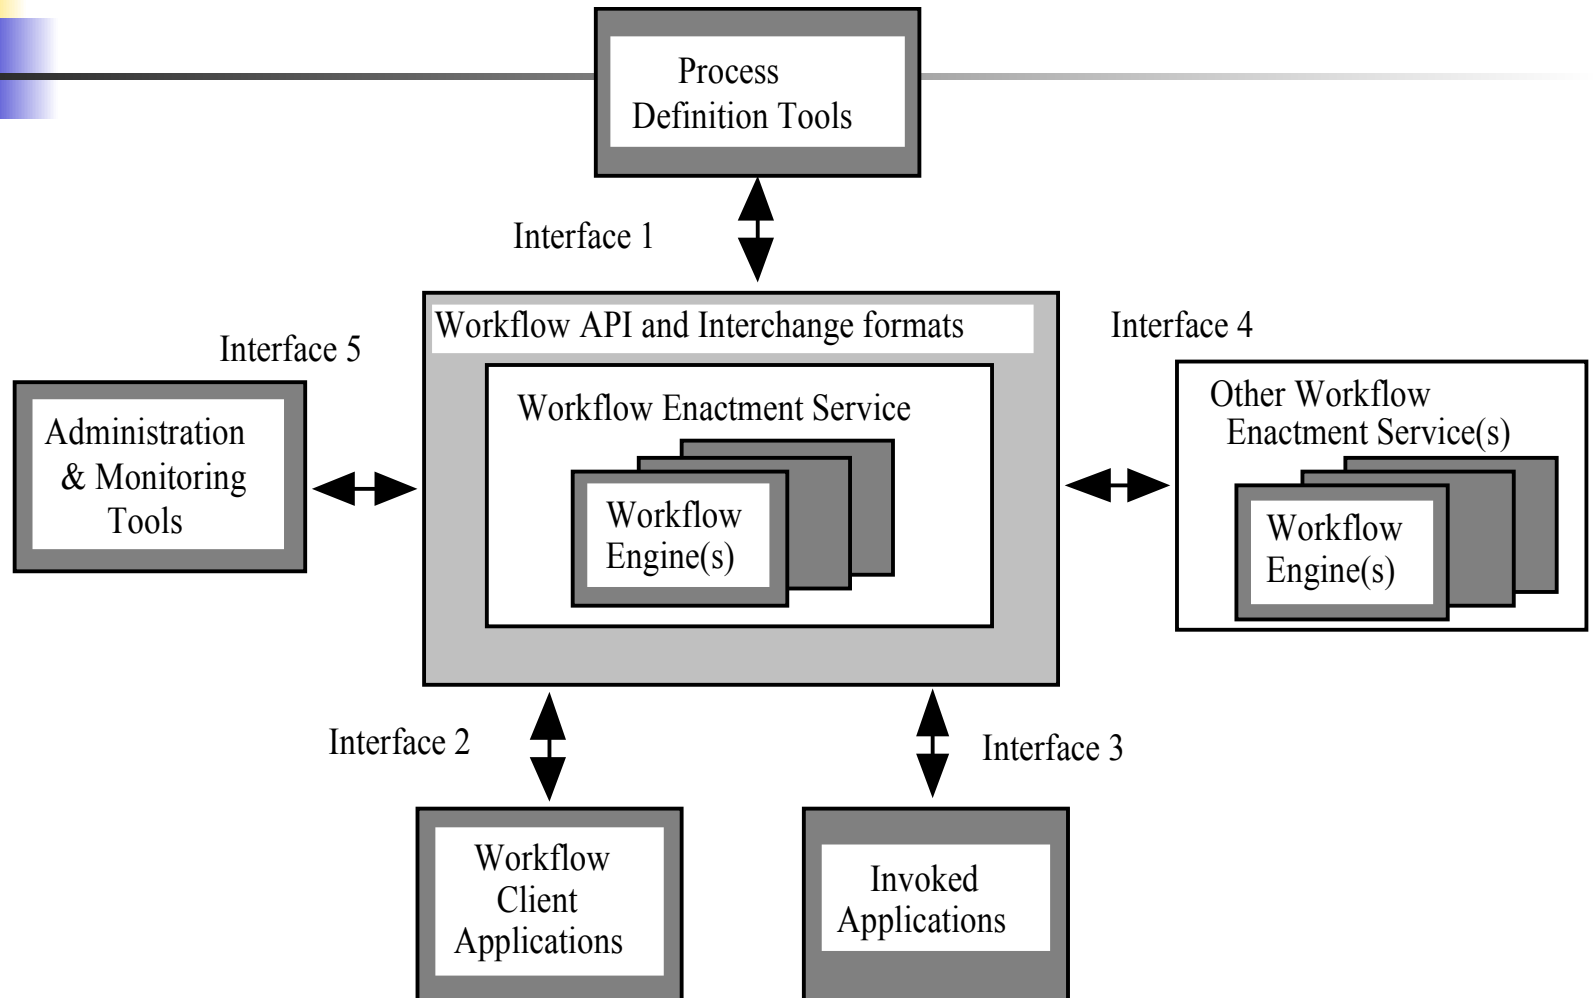 Process
Definition Tools
Interface 1
Workflow API and Interchange formats
Interface 4
Interface 5
Other Workflow
Enactment Service(s)
Workflow Enactment Service
Administration
& Monitoring
Tools
Workflow
Engine(s)
Workflow
Engine(s)
Interface 2
Interface 3
Workflow
Client
Applications
Invoked
Applications